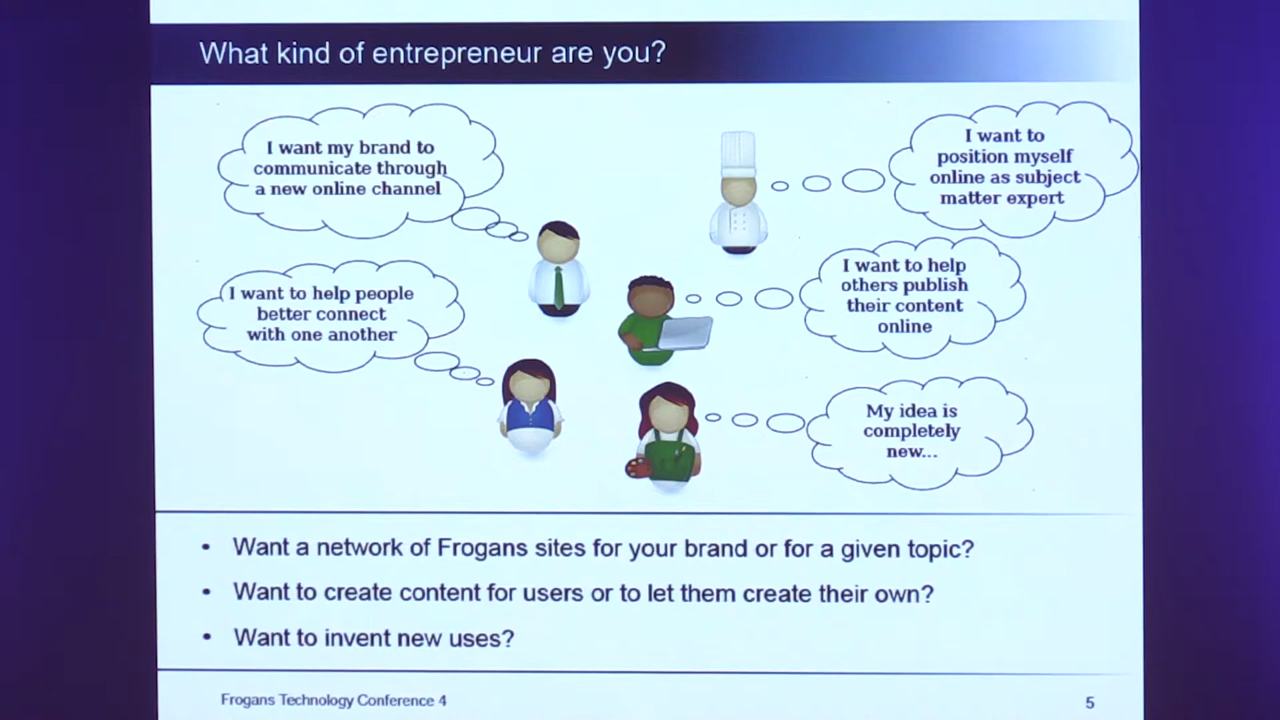 What kind of entrepreneur are you?
I want my brand to
communicate through
a new online channel
I want to
position myself
online as subject
matter expert
I want to help people
better connect
with one another
I want to help
others publish
their content
online
My idea is
completely
new...
• Want a network of Frogans sites for your brand or for a given topic?
• Want to create content for users or to let them create their own?
• Want to invent new uses?
Frogans Technology Conference 4
5